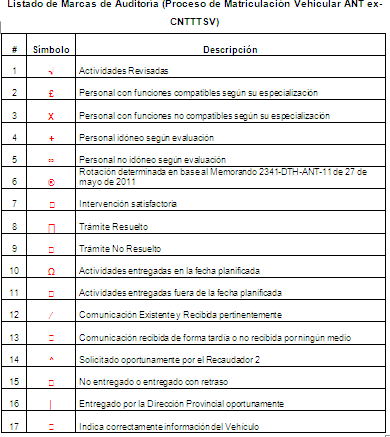 Listado de Marcas de Auditoría (Proceso de Matriculación Vehicular ANT ex-
CNTTTSV)
# Símbolo Descripción
1 √ Actividades Revisadas
2 £ Personal con funciones compatibles según su especialización
3 X Personal con funciones no compatibles según su especialización
4 + Personal idóneo según evaluación
5 ∞ Personal no idóneo según evaluación
6 ⊙ Rotación determinada en base al Memorando 2341-DTH-ANT-11 de 27 de
mayo de 2011
7 □ Intervención satisfactoria
8 ∏ Trámite Resuelto
9 □ Trámite No Resuelto
10 Ω Actividades entregadas en la fecha planificada
11 □ Actividades entregadas fuera de la fecha planificada
12 ∕ Comunicación Existente y Recibida pertinentemente
13 □ Comunicación recibida de forma tardía o no recibida por ningún medio
14 ^ Solicitado oportunamente por el Recaudador 2
15 □ No entregado o entregado con retraso
16 | Entregado por la Dirección Provincial oportunamente
17 □ Indica correctamente información del Vehículo